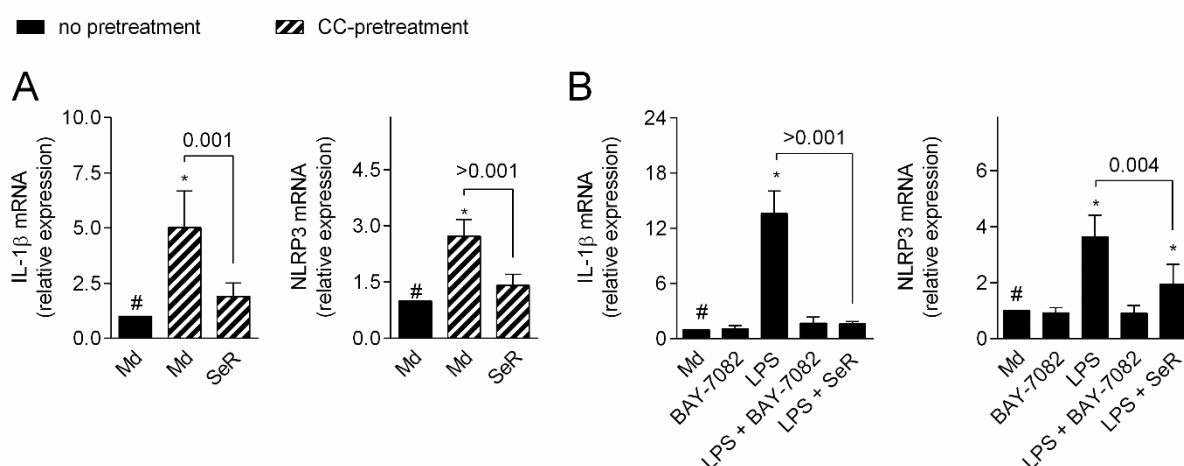 no pretreatment
CC-pretreatment
A
IL-1β mRNA
(relative expression)
10.0
7.5
5.0
2.5
0.0
0.001
*
#
Md
Md
SeR
NLRP3 mRNA
(relative expression)
4.5
3.0
1.5
0.0
>0.001
*
#
Md
Md
SeR
B
IL-1β mRNA
(relative expression)
24
18
12
6
0
>0.001
*
#
Md
BAY-7082
LPS
LPS + BAY-7082
LPS + SeR
NLRP3 mRNA
(relative expression)
6
4
2
0
0.004
*
*
#
Md
BAY-7082
LPS
LPS + BAY-7082
LPS + SeR